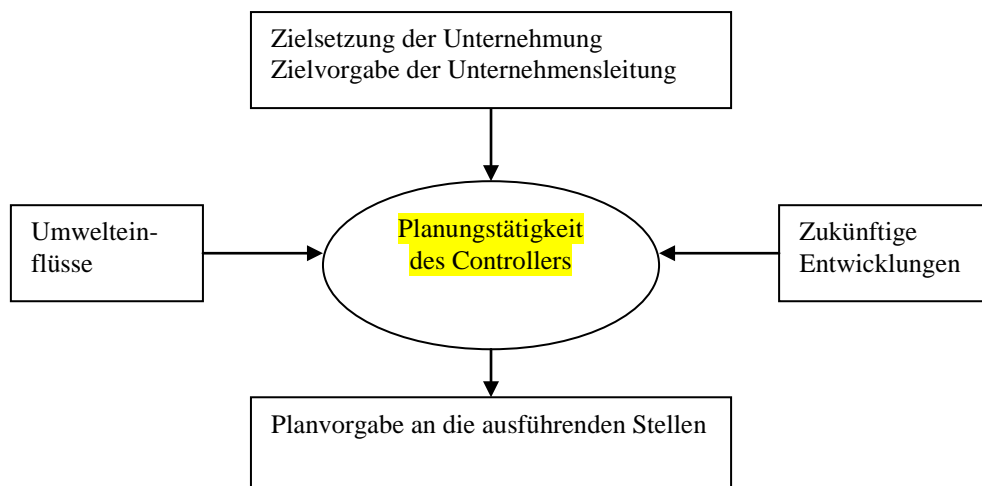 Zielsetzung der Unternehmung
Zielvorgabe der Unternehmensleitung
Umweltein-
flüsse
Planungstätigkeit
des Controllers
Zukünftige
Entwicklungen
Planvorgabe an die ausführenden Stellen